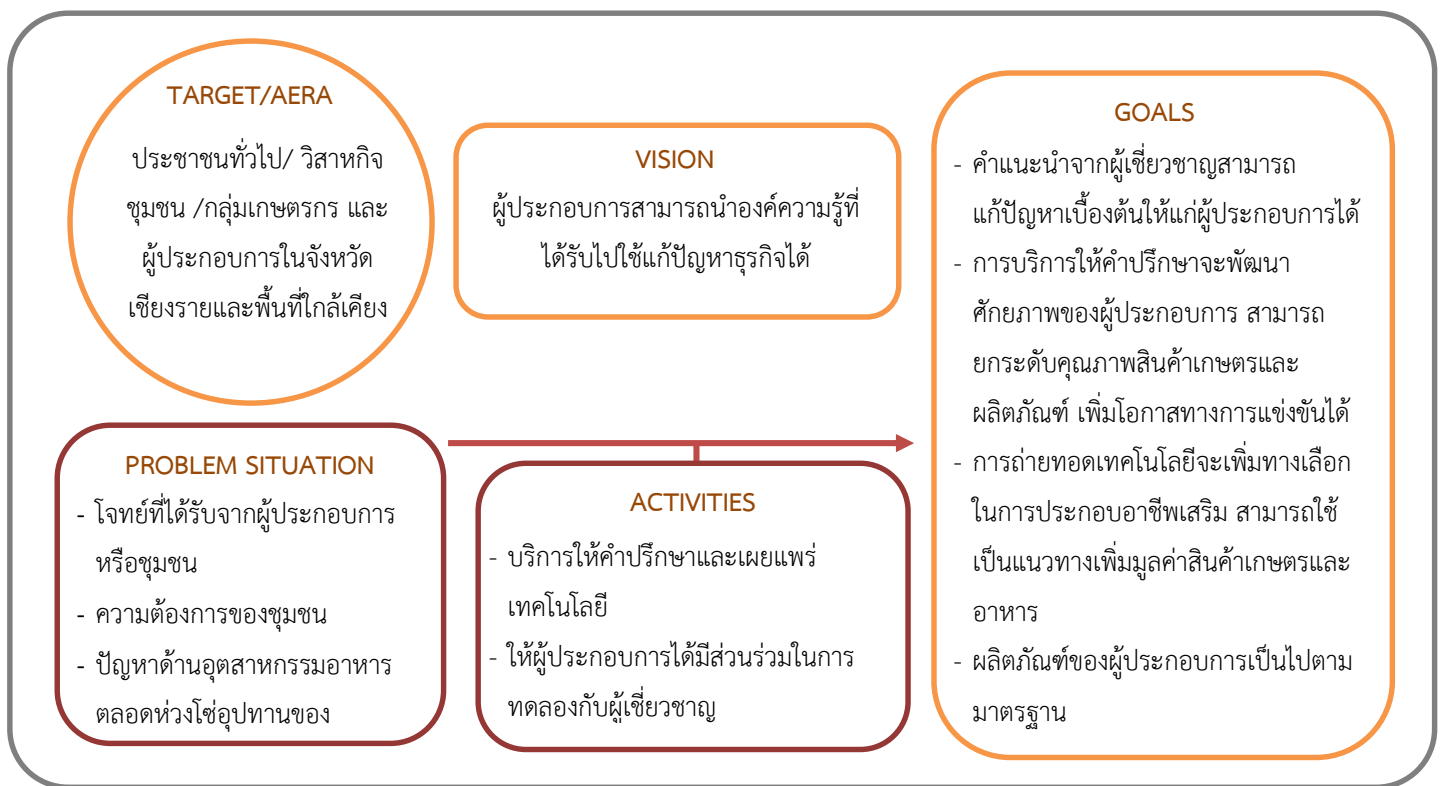 TARGET/AERA
ประชาชนทั่วไป/ วิสาหกิจ
ชุมชน /กลุ่มเกษตรกร และ
ผู้ประกอบการในจังหวัด
เชียงรายและพื้นที่ใกล้เคียง
VISION
ผู้ประกอบการสามารถนำองค์ความรู้ที่
ได้รับไปใช้แก้ปัญหาธุรกิจได้
PROBLEM SITUATION
- โจทย์ที่ได้รับจากผู้ประกอบการ
หรือชุมชน
- ความต้องการของชุมชน
- ปัญหาด้านอุตสาหกรรมอาหาร
ตลอดห่วงโซ่อุปทานของ
ACTIVITIES
- บริการให้คำปรึกษาและเผยแพร่
เทคโนโลยี
- ให้ผู้ประกอบการได้มีส่วนร่วมในการ
ทดลองกับผู้เชี่ยวชาญ
GOALS
- คำแนะนำจากผู้เชี่ยวชาญสามารถ
แก้ปัญหาเบื้องต้นให้แก่ผู้ประกอบการได้
- การบริการให้คำปรึกษาจะพัฒนา
ศักยภาพของผู้ประกอบการ สามารถ
ยกระดับคุณภาพสินค้าเกษตรและ
ผลิตภัณฑ์ เพิ่มโอกาสทางการแข่งขันได้
- การถ่ายทอดเทคโนโลยีจะเพิ่มทางเลือก
ในการประกอบอาชีพเสริม สามารถใช้
เป็นแนวทางเพิ่มมูลค่าสินค้าเกษตรและ
อาหาร
- ผลิตภัณฑ์ของผู้ประกอบการเป็นไปตาม
มาตรฐาน